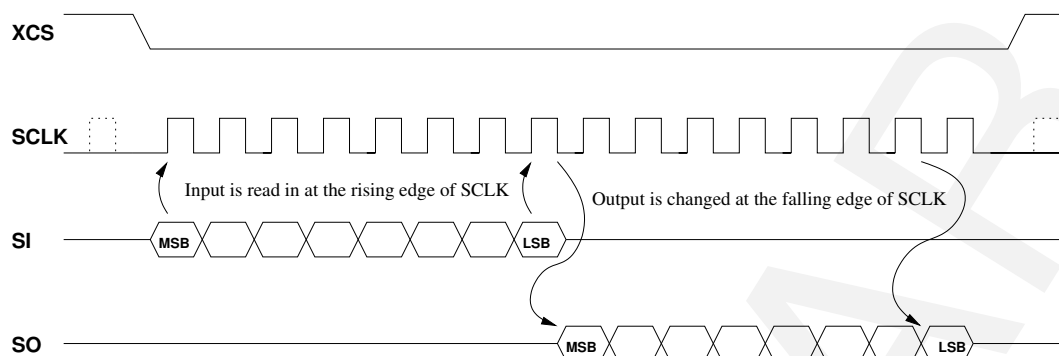 XCS
SCLK
Input is read in at the rising edge of SCLK
Output is changed at the falling edge of SCLK
SI
MSB
LSB
SO
MSB
LSB